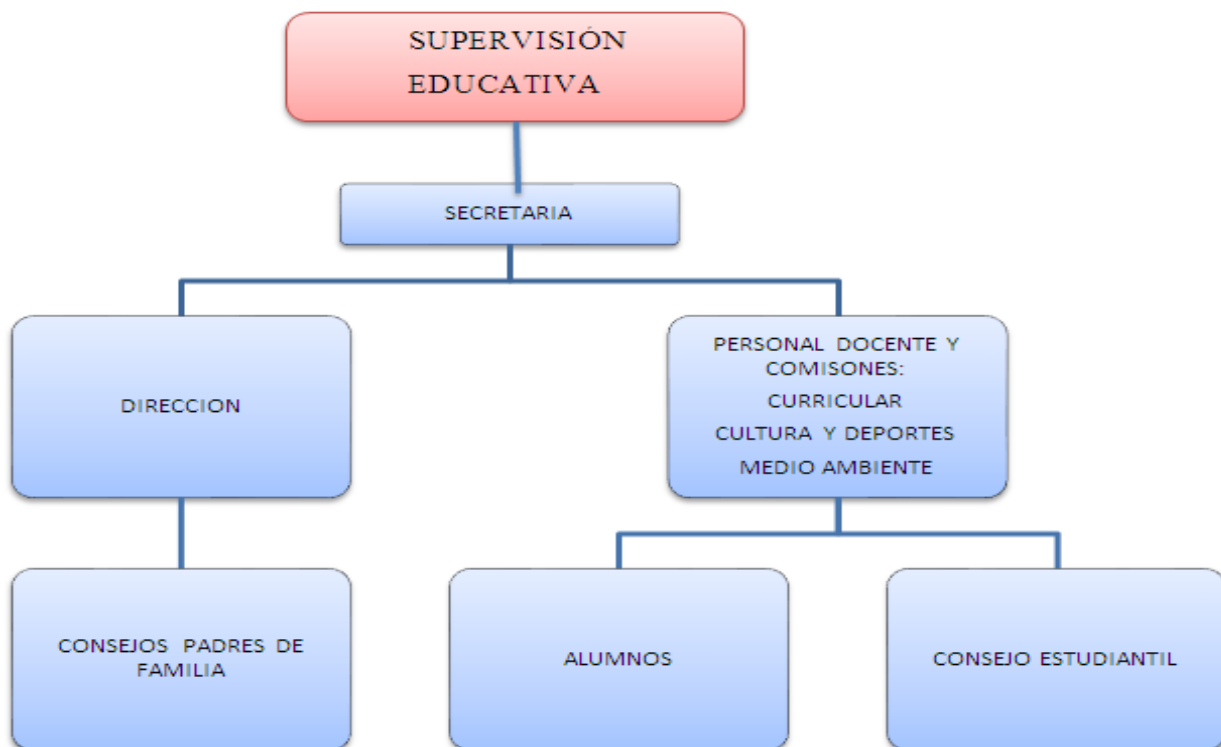 SUPERVISIÓN
EDUCATIVA
SECRETARIA
DIRECCION
PERSONAL DOCENTE Y
COMISONES:
CURRICULAR
CULTURA Y DEPORTES
MEDIO AMBIENTE
CONSEJOS PADRES DE
FAMILIA
ALUMNOS
CONSEJO ESTUDIANTIL